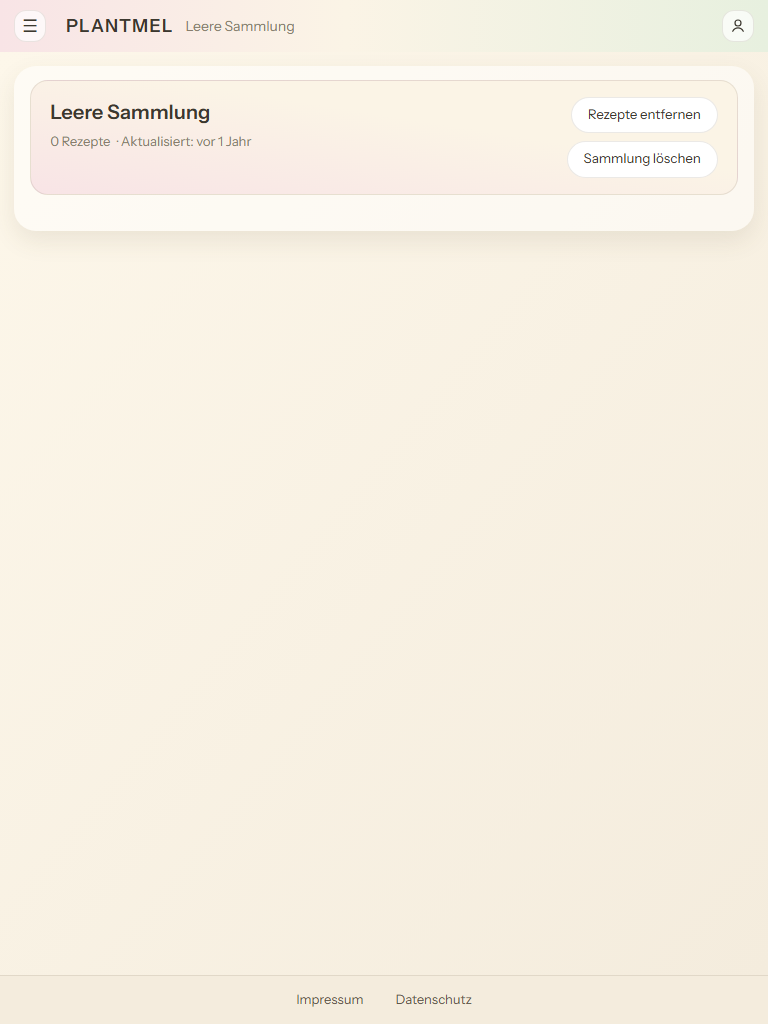 PLANTMEL Leere Sammlung
Leere Sammlung
0 Rezepte · Aktualisiert: vor 1 Jahr
Rezepte entfernen
Sammlung löschen
Impressum Datenschutz